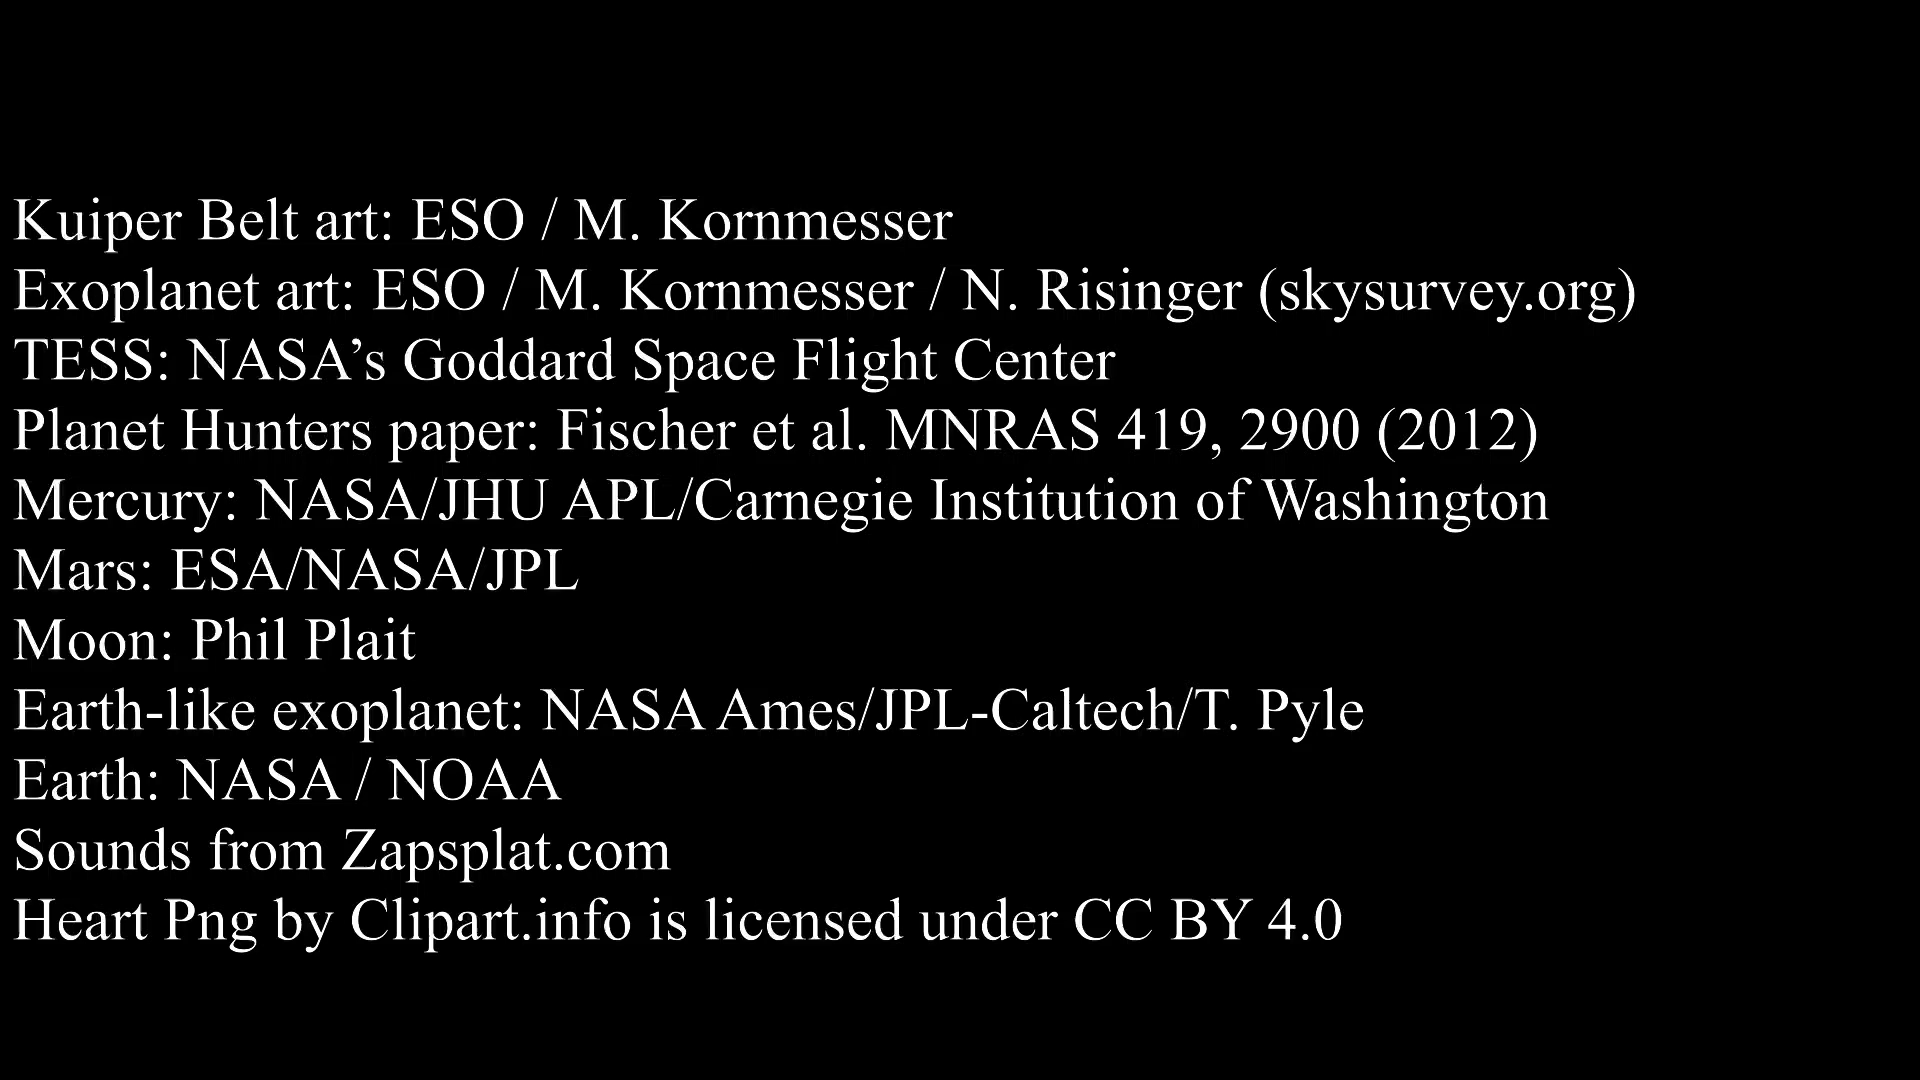 Kuiper Belt art: ESO / M. Kornmesser
Exoplanet art: ESO / M. Kornmesser / N. Risinger (skysurvey.org)
TESS: NASA’s Goddard Space Flight Center
Planet Hunters paper: Fischer et al. MNRAS 419, 2900 (2012)
Mercury: NASA/JHU APL/Carnegie Institution of Washington
Mars: ESA/NASA/JPL
Moon: Phil Plait
Earth-like exoplanet: NASA Ames/JPL-Caltech/T. Pyle
Earth: NASA / NOAA
Sounds from Zapsplat.com
Heart Png by Clipart.info is licensed under CC BY 4.0